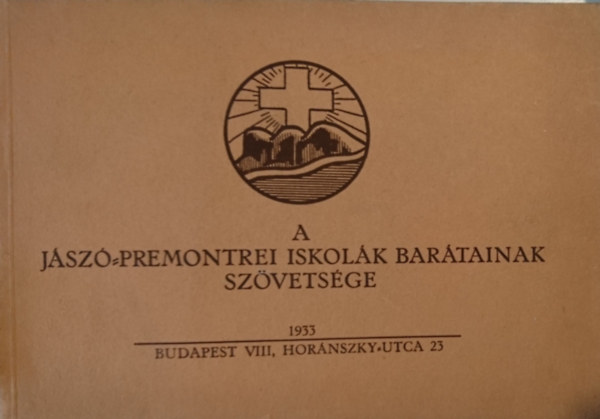 A
JÁSZÓ-PREMONTREI ISKOLÁK BARÁTAINAK
SZÖVETSÉGE
1933
BUDAPEST VIII, HORÁNSZKY-UTCA 23